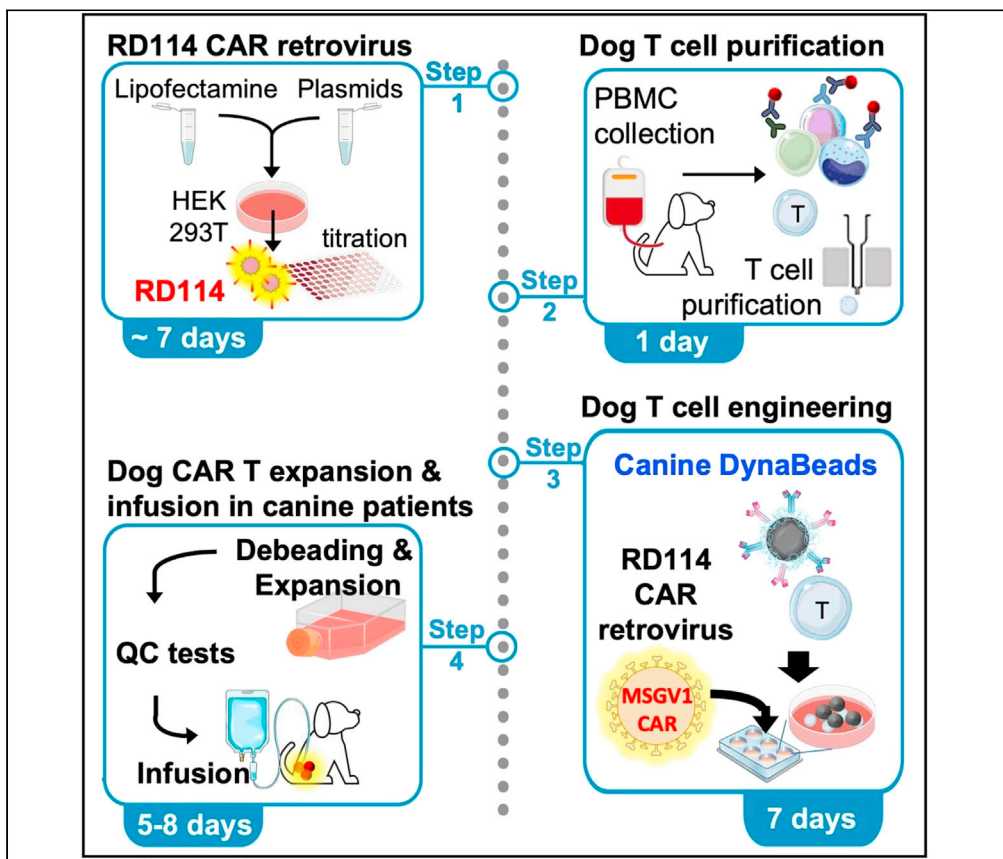 RD114 CAR retrovirus
Step
1
Lipofectamine Plasmids
HEK
293T
titration
RD114
~ 7 days
Dog T cell purification
Step
2
PBMC
collection
T
T cell
purification
1 day
Dog T cell engineering
Step
3
Canine DynaBeads
RD114
CAR
retrovirus
T
MSGV1
CAR
7 days
Dog CAR T expansion &
infusion in canine patients
Step
4
Debeading &
Expansion
QC tests
Infusion
5-8 days